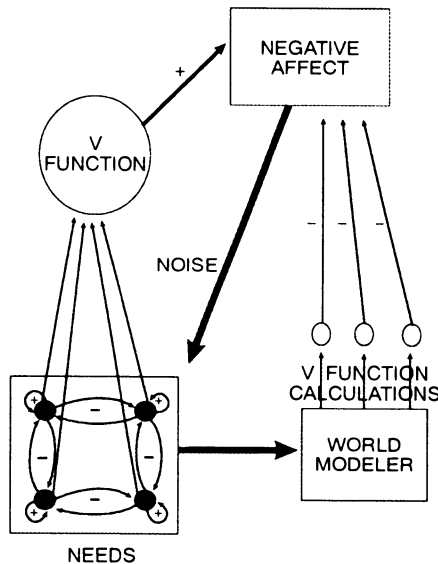 NEGATIVE
AFFECT
+
V
FUNCTION
NOISE
- - -
V FUNCTION
CALCULATIONS
WORLD
MODELER
+ - +
- -
+ - +
NEEDS